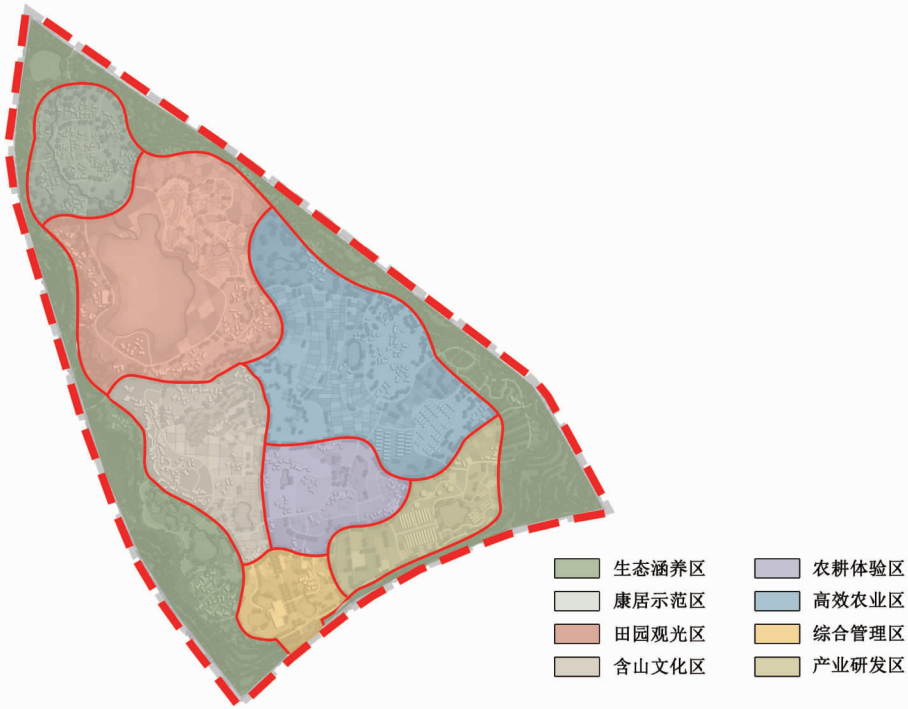 生态涵养区
农耕体验区
康居示范区
高效农业区
田园观光区
综合管理区
含山文化区
产业研发区